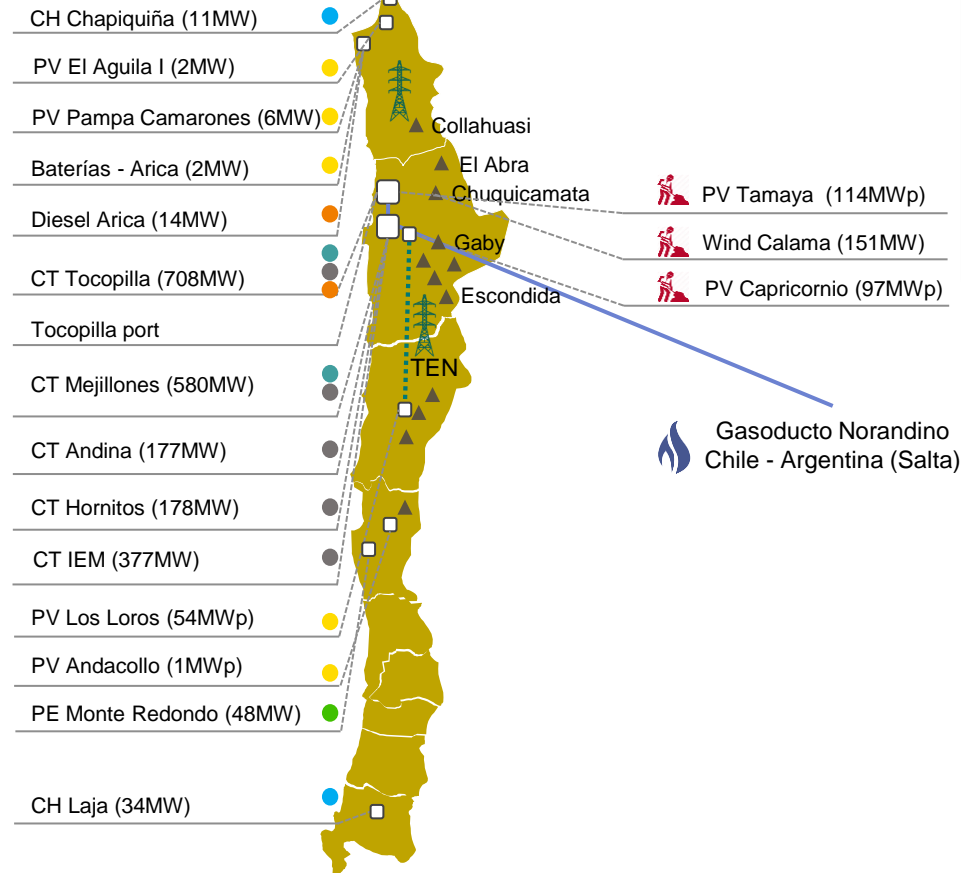 CH Chapiquiña (11MW)
PV El Aguila I (2MW)
PV Pampa Camarones (6MW)
Baterías - Arica (2MW)
Diesel Arica (14MW)
CT Tocopilla (708MW)
Tocopilla port
CT Mejillones (580MW)
CT Andina (177MW)
CT Hornitos (178MW)
CT IEM (377MW)
PV Los Loros (54MWp)
PV Andacollo (1MWp)
PE Monte Redondo (48MW)
CH Laja (34MW)
Collahuasi
El Abra
Chuquicamata
Gaby
Escondida
TEN
PV Tamaya (114MWp)
Wind Calama (151MW)
PV Capricornio (97MWp)
Gasoducto Norandino
Chile - Argentina (Salta)